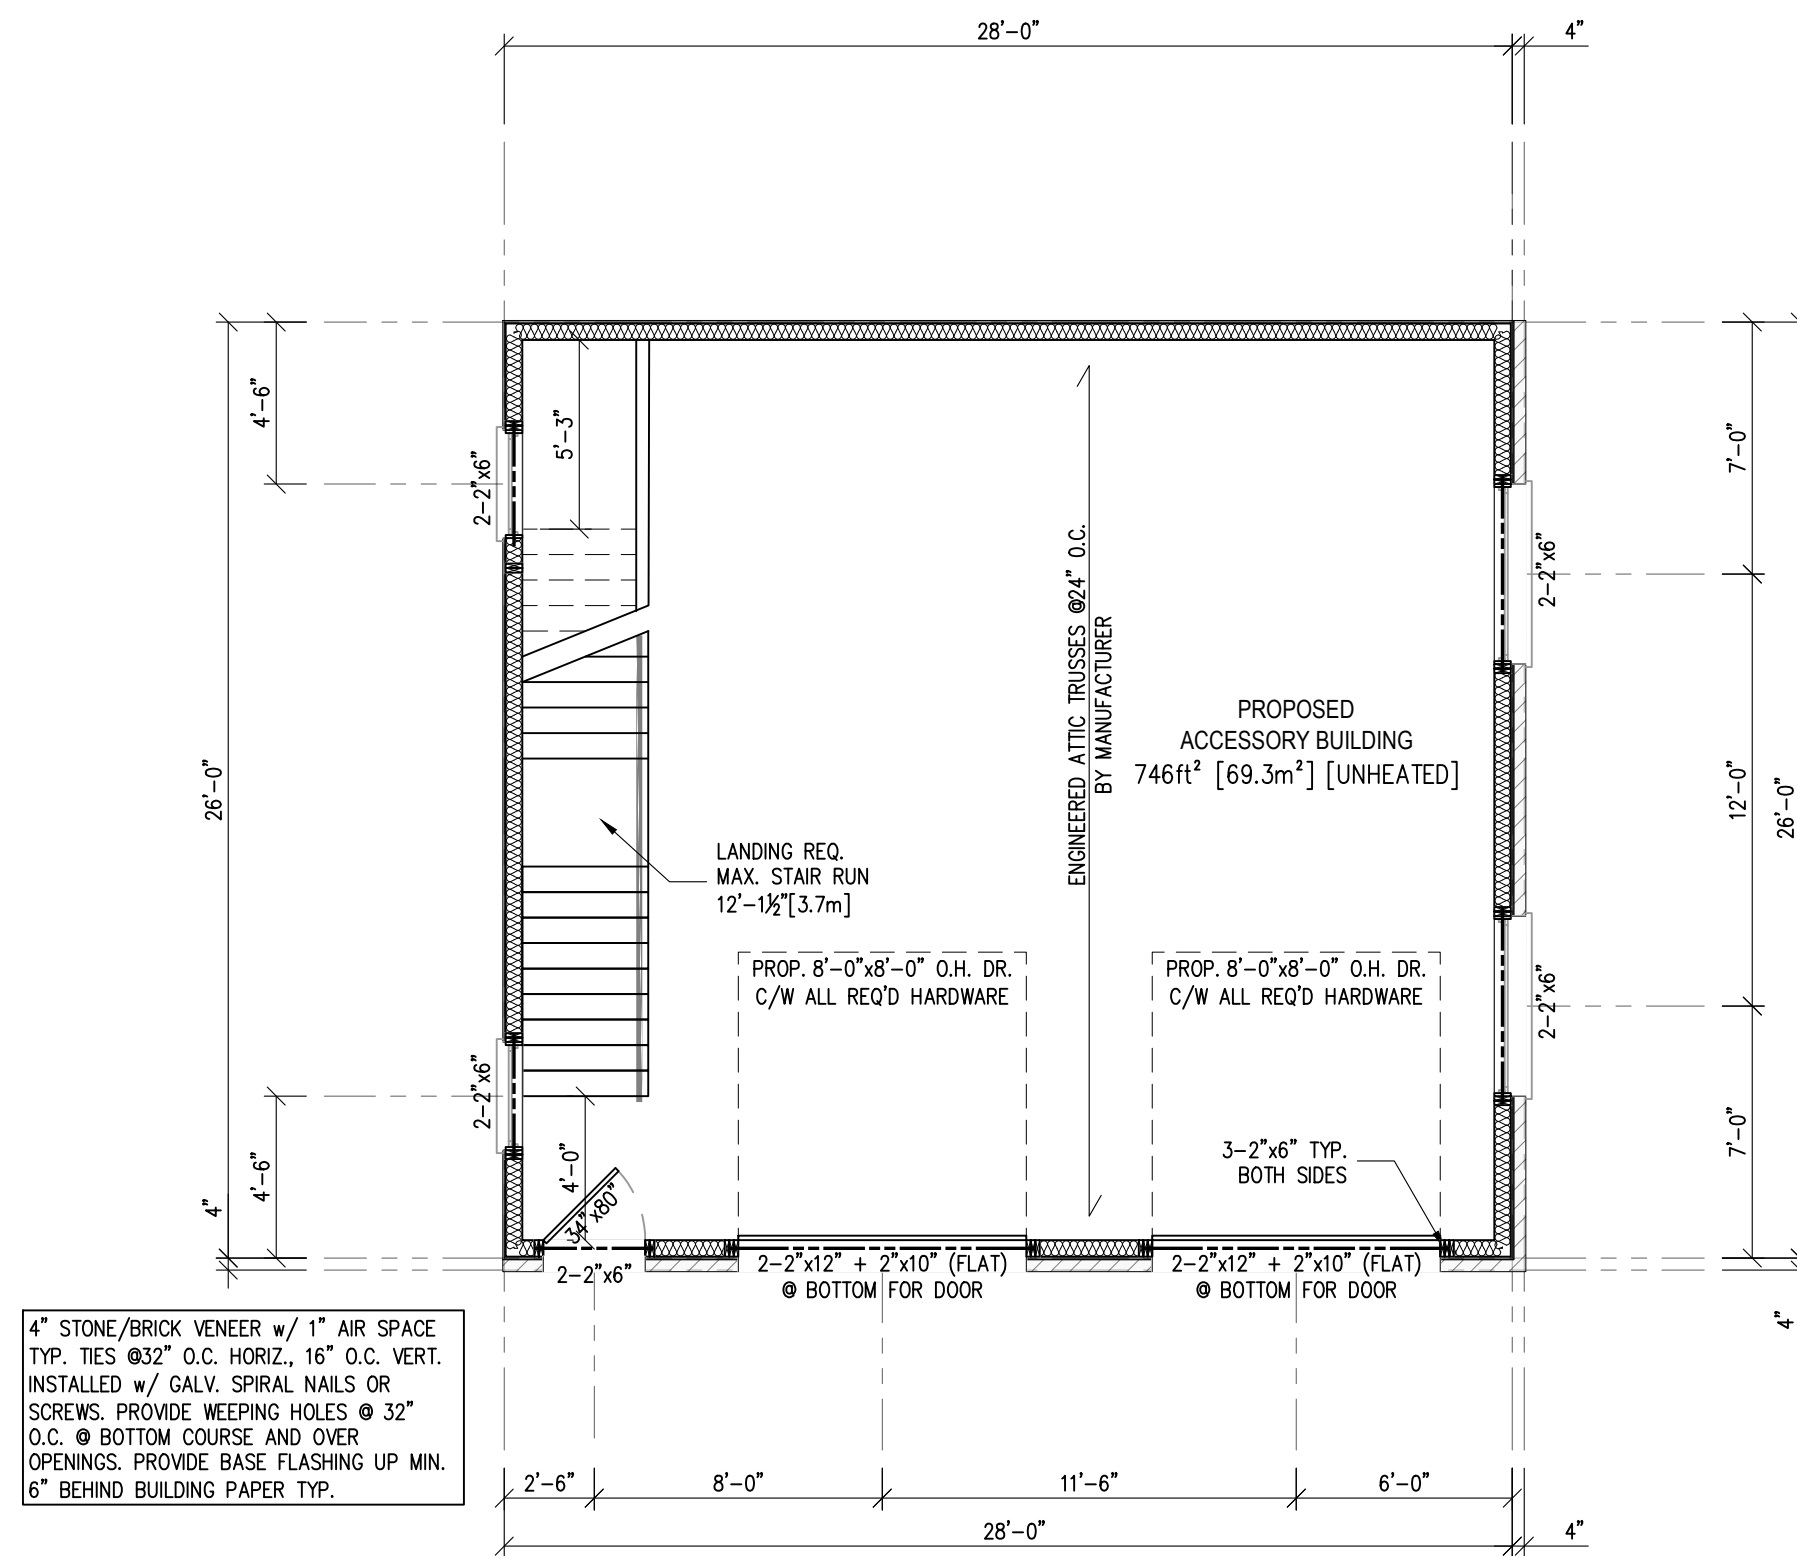 28'-0"
4"
4'-6"
5'-3"
7'-0"
2-2"x6"
2-2"x6"
ENGINEERED ATTIC TRUSSES @24" O.C.
BY MANUFACTURER
PROPOSED
ACCESSORY BUILDING
746ft² [69.3m²] [UNHEATED]
26'-0"
12'-0"
26'-0"
LANDING REQ.
MAX. STAIR RUN
12'-1½"[3.7m]
PROP. 8'-0"x8'-0" O.H. DR.
C/W ALL REQ'D HARDWARE
PROP. 8'-0"x8'-0" O.H. DR.
C/W ALL REQ'D HARDWARE
2-2"x6"
2-2"x6"
4'-6"
4"
4'-0"
34"x80"
3-2"x6" TYP.
BOTH SIDES
7'-0"
4"
2-2"x6"
2-2"x12" + 2"x10" (FLAT)
@ BOTTOM FOR DOOR
2-2"x12" + 2"x10" (FLAT)
@ BOTTOM FOR DOOR
4" STONE/BRICK VENEER w/ 1" AIR SPACE
TYP. TIES @32" O.C. HORIZ., 16" O.C. VERT.
INSTALLED w/ GALV. SPIRAL NAILS OR
SCREWS. PROVIDE WEEPING HOLES @ 32"
O.C. @ BOTTOM COURSE AND OVER
OPENINGS. PROVIDE BASE FLASHING UP MIN.
6" BEHIND BUILDING PAPER TYP.
2'-6"
8'-0"
11'-6"
6'-0"
28'-0"
4"